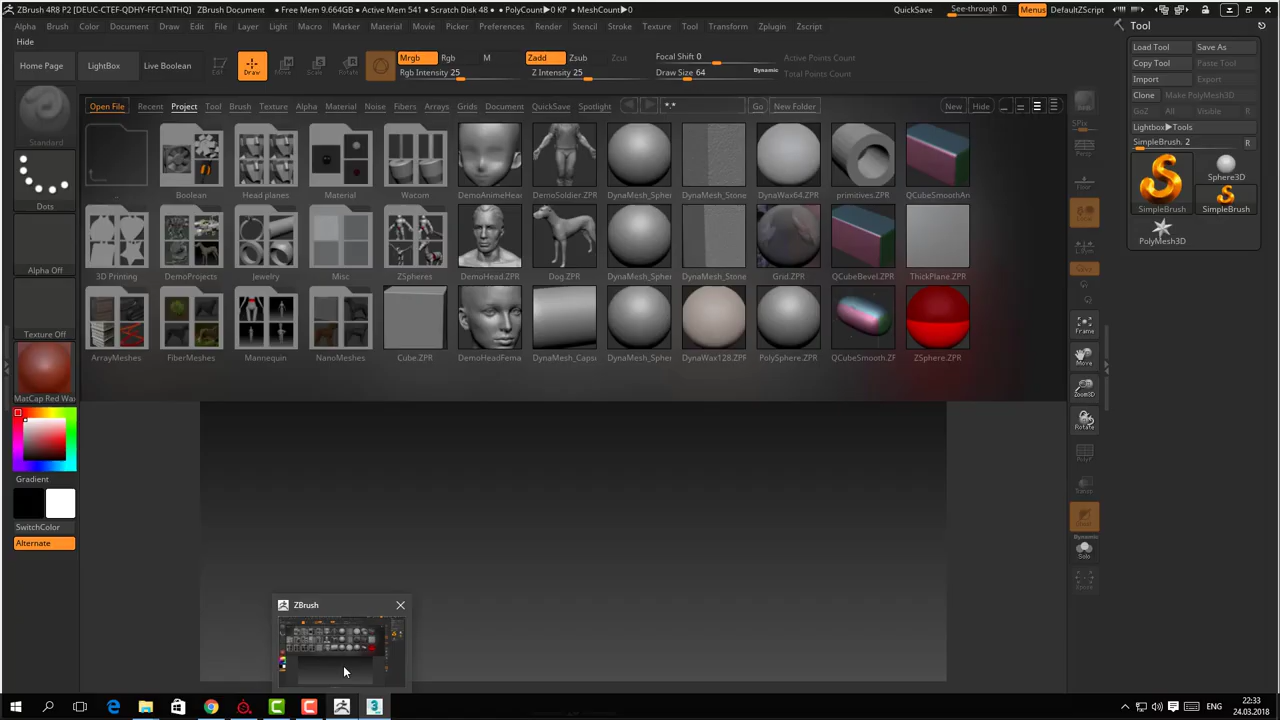 ZBrush 4R8 P2 [DEUC-CTEF-QDHY-FFCI-NTHQ] ZBrush Document ● Free Mem 9.664GB ● Active Mem 541 ● Scratch Disk 48 ● PolyCount▶0 KP ● MeshCount▶0 QuickSave See-through 0 Menus DefaultZScript
Alpha Brush Color Document Draw Edit File Layer Light Macro Marker Material Movie Picker Preferences Render Stencil Stroke Texture Tool Transform Zplugin Zscript
Tool
Hide
Load Tool Save As
Home Page LightBox Live Boolean Edit Draw Move Scale Rotate
Mrgb Rgb M
Rgb Intensity 25
Zadd Zsub Zcut
Z Intensity 25
Focal Shift 0
Draw Size 64 Dynamic
Active Points Count
Total Points Count
Copy Tool Paste Tool
Import Export
Clone Make PolyMesh3D
GoZ All Visible R
Lightbox▶Tools
SimpleBrush. 2 R
SimpleBrush
Sphere3D
SimpleBrush
PolyMesh3D
Open File Recent Project Tool Brush Texture Alpha Material Noise Fibers Arrays Grids Document QuickSave Spotlight *.* Go New Folder New Hide
.. Boolean Head planes Material Wacom DemoAnimeHea DemoSoldier.ZPR DynaMesh_Sphe DynaMesh_Stone DynaWax64.ZPR primitives.ZPR QCubeSmoothAn
3D Printing DemoProjects Jewelry Misc ZSpheres DemoHead.ZPR Dog.ZPR DynaMesh_Sphe DynaMesh_Stone Grid.ZPR QCubeBevel.ZPR ThickPlane.ZPR
ArrayMeshes FiberMeshes Mannequin NanoMeshes Cube.ZPR DemoHeadFema DynaMesh_Caps DynaMesh_Sphe DynaWax128.ZPR PolySphere.ZPR QCubeSmooth.ZF ZSphere.ZPR
Standard
Dots
Alpha Off
Texture Off
MatCap Red Wax
Gradient
SwitchColor
Alternate
SPix
Persp
Floor
Frame
Move
Zoom3D
Rotate
PolyF
Transp
Dynamic
Solo
ZBrush
ENG
22:33
24.03.2018